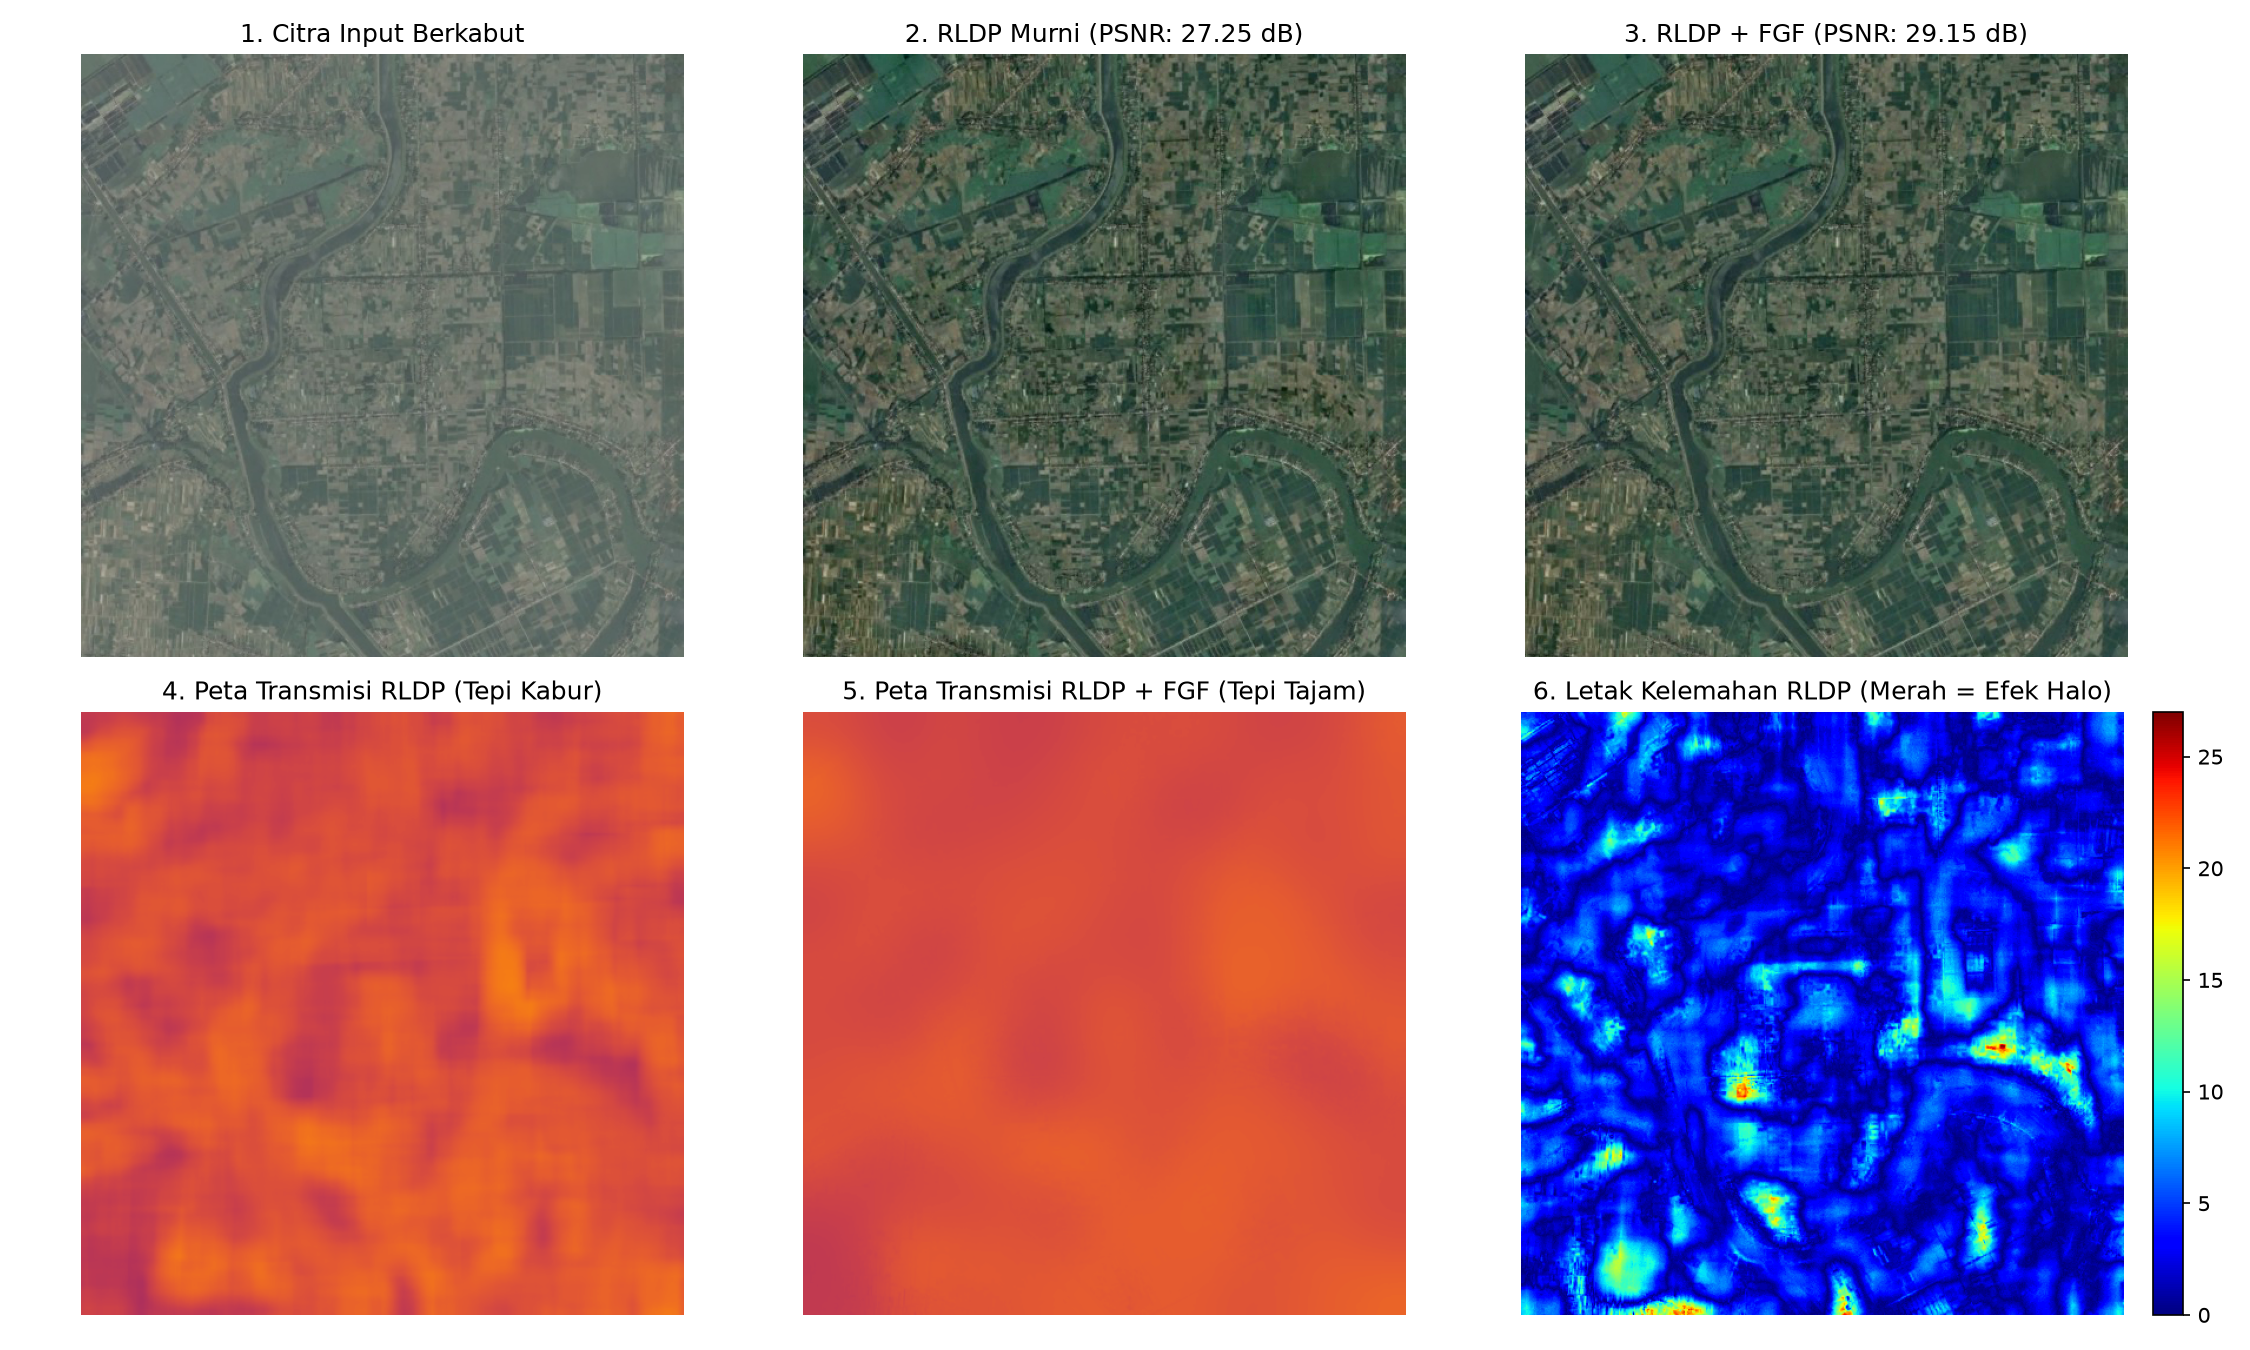 1. Citra Input Berkabut
2. RLDP Murni (PSNR: 27.25 dB)
3. RLDP + FGF (PSNR: 29.15 dB)
4. Peta Transmisi RLDP (Tepi Kabur)
5. Peta Transmisi RLDP + FGF (Tepi Tajam)
6. Letak Kelemahan RLDP (Merah = Efek Halo)
25
20
15
10
5
0